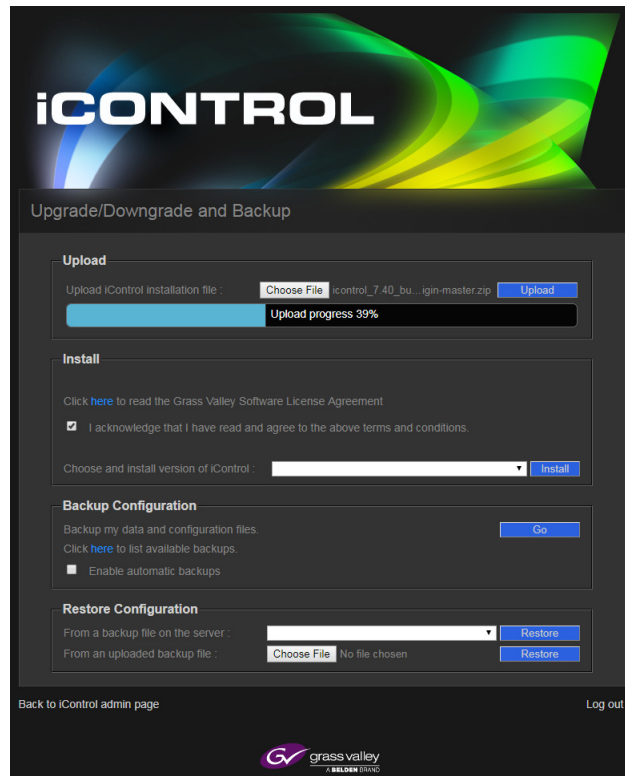 iCONTROL
Upgrade/Downgrade and Backup
Upload
Upload iControl installation file : Choose File icontrol_7.40_bu...igin-master.zip Upload
Upload progress 39%
Install
Click here to read the Grass Valley Software License Agreement
I acknowledge that I have read and agree to the above terms and conditions.
Choose and install version of iControl : Install
Backup Configuration
Backup my data and configuration files. Go
Click here to list available backups.
Enable automatic backups
Restore Configuration
From a backup file on the server : Restore
From an uploaded backup file : Choose File No file chosen Restore
Back to iControl admin page Log out
GV grass valley
A BELDEN BRAND